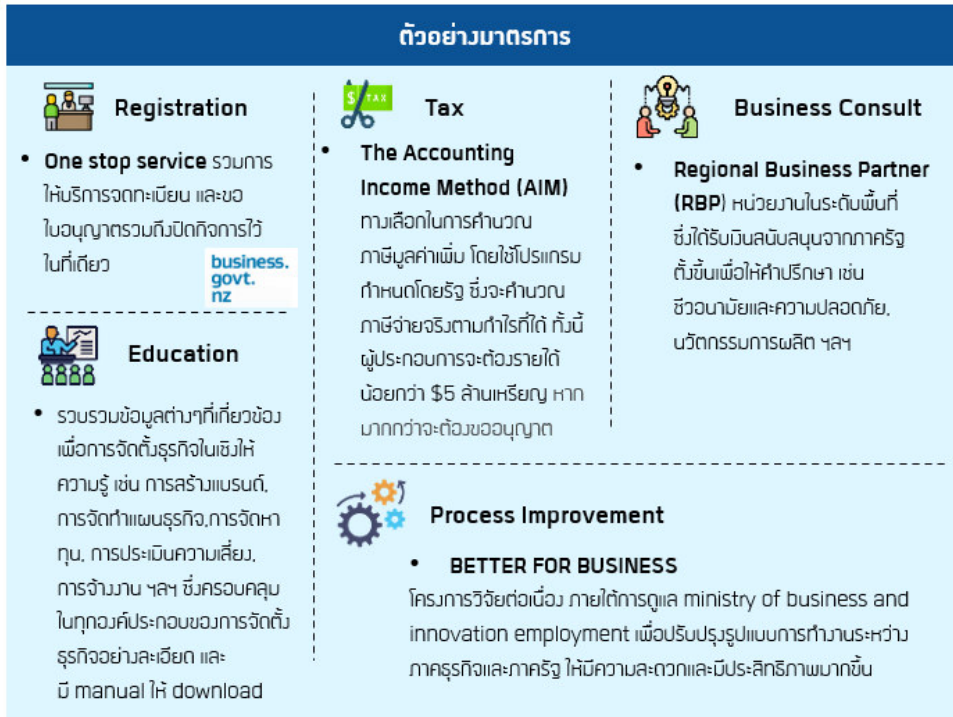 ตัวอย่างมาตรการ
Registration
• One stop service รวมการ
ให้บริการจดทะเบียน และขอ
ใบอนุญาตรวมถึงปิดกิจการไว้
ในที่เดียว
business.
govt.
nz
Education
• รวบรวมข้อมูลต่างๆที่เกี่ยวข้อง
เพื่อการจัดตั้งธุรกิจในเชิงให้
ความรู้ เช่น การสร้างแบรนด์,
การจัดทำแผนธุรกิจ,การจัดหา
ทุน, การประเมินความเสี่ยง,
การจ้างงาน ฯลฯ ซึ่งครอบคลุม
ในทุกองค์ประกอบของการจัดตั้ง
ธุรกิจอย่างละเอียด และ
มี manual ให้ download
$ TAX
Tax
• The Accounting
Income Method (AIM)
ทางเลือกในการคำนวณ
ภาษีมูลค่าเพิ่ม โดยใช้โปรแกรม
กำหนดโดยรัฐ ซึ่งจะคำนวณ
ภาษีจ่ายจริงตามกำไรที่ได้ ทั้งนี้
ผู้ประกอบการจะต้องรายได้
น้อยกว่า $5 ล้านเหรียญ หาก
มากกว่าจะต้องขออนุญาต
Business Consult
• Regional Business Partner
(RBP) หน่วยงานในระดับพื้นที่
ซึ่งได้รับเงินสนับสนุนจากภาครัฐ
ตั้งขึ้นเพื่อให้คำปรึกษา เช่น
ชีวอนามัยและความปลอดภัย,
นวัตกรรมการผลิต ฯลฯ
Process Improvement
• BETTER FOR BUSINESS
โครงการวิจัยต่อเนื่อง ภายใต้การดูแล ministry of business and
innovation employment เพื่อปรับปรุงรูปแบบการทำงานระหว่าง
ภาคธุรกิจและภาครัฐ ให้มีความสะดวกและมีประสิทธิภาพมากขึ้น